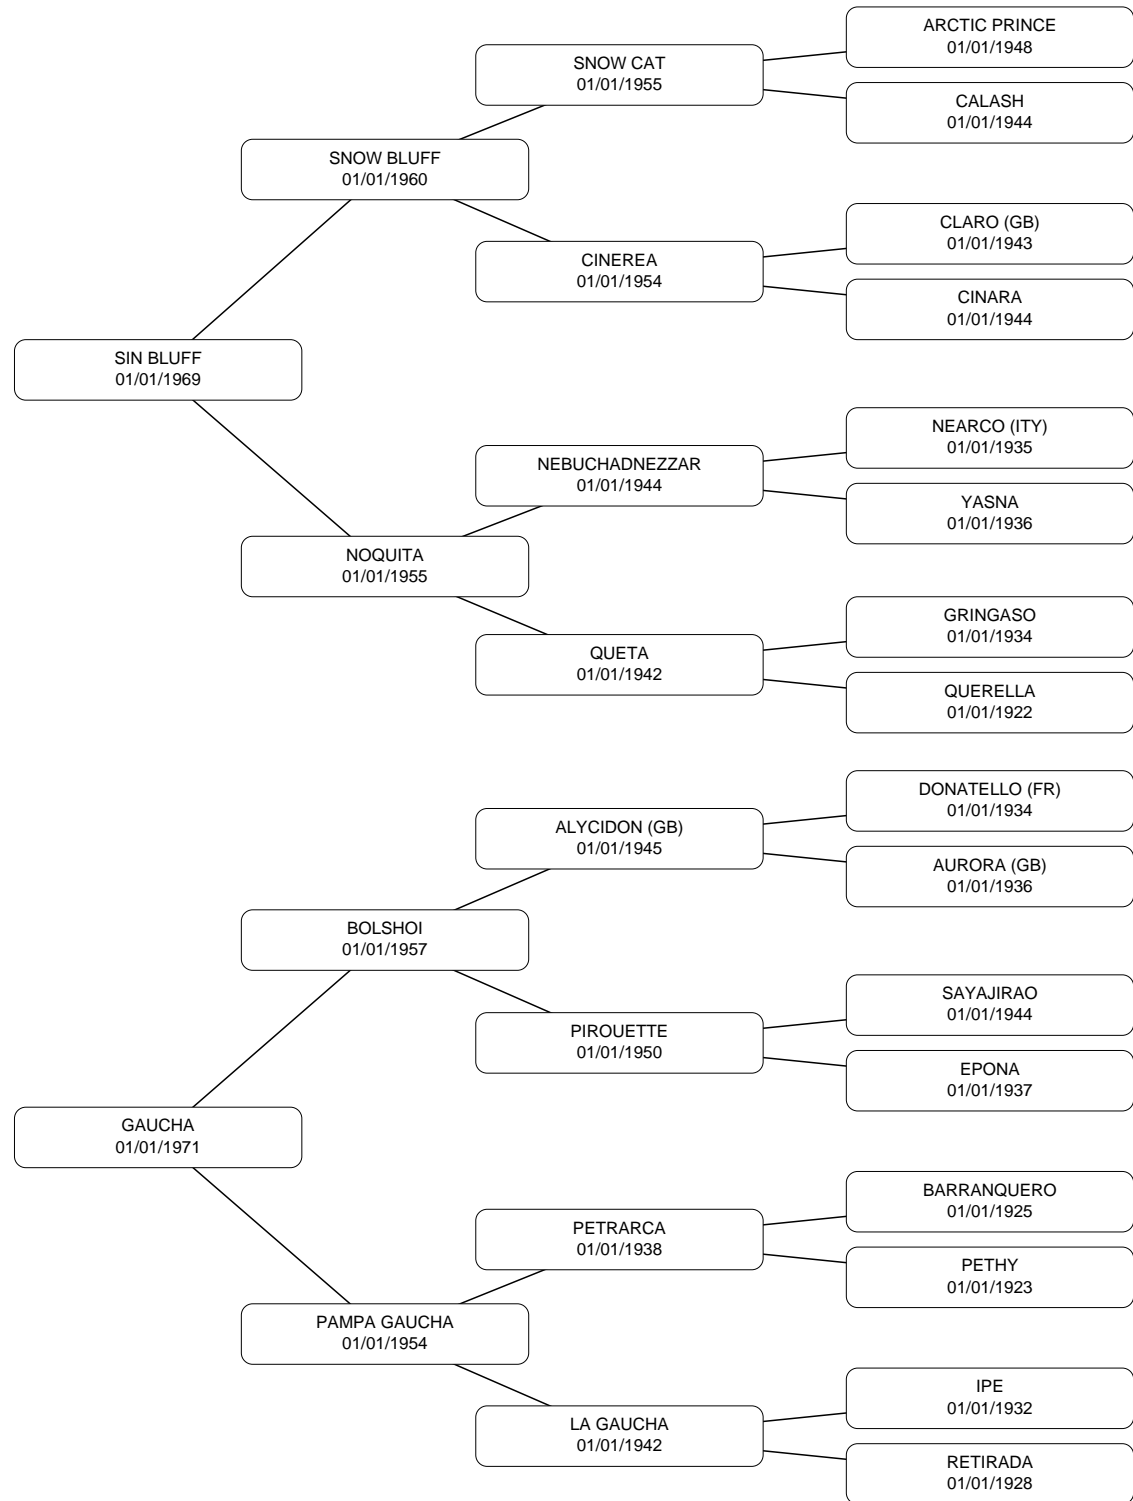 ARCTIC PRINCE
01/01/1948
SNOW CAT
01/01/1955
CALASH
01/01/1944
SNOW BLUFF
01/01/1960
CLARO (GB)
01/01/1943
CINEREA
01/01/1954
CINARA
01/01/1944
SIN BLUFF
01/01/1969
NEARCO (ITY)
01/01/1935
NEBUCHADNEZZAR
01/01/1944
YASNA
01/01/1936
NOQUITA
01/01/1955
GRINGASO
01/01/1934
QUETA
01/01/1942
QUERELLA
01/01/1922
DONATELLO (FR)
01/01/1934
ALYCIDON (GB)
01/01/1945
AURORA (GB)
01/01/1936
BOLSHOI
01/01/1957
SAYAJIRAO
01/01/1944
PIROUETTE
01/01/1950
EPONA
01/01/1937
GAUCHA
01/01/1971
BARRANQUERO
01/01/1925
PETRARCA
01/01/1938
PETHY
01/01/1923
PAMPA GAUCHA
01/01/1954
IPE
01/01/1932
LA GAUCHA
01/01/1942
RETIRADA
01/01/1928